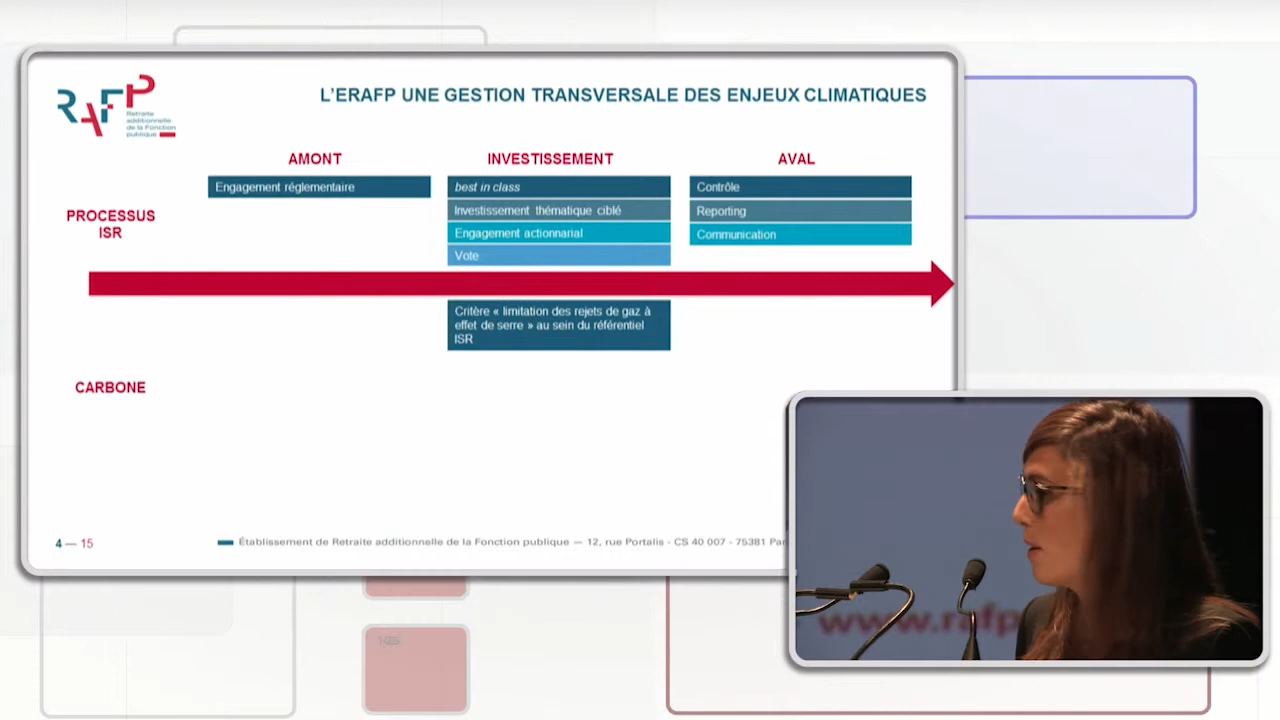 RAFP
Retraite
additionnelle
de la Fonction
publique
L'ERAFP UNE GESTION TRANSVERSALE DES ENJEUX CLIMATIQUES
AMONT
INVESTISSEMENT
AVAL
PROCESSUS
ISR
Engagement réglementaire
best in class
Investissement thématique ciblé
Engagement actionnarial
Vote
Contrôle
Reporting
Communication
Critère « limitation des rejets de gaz à
effet de serre » au sein du référentiel
ISR
CARBONE
4 — 15
Établissement de Retraite additionnelle de la Fonction publique — 12, rue Portalis - CS 40 007 - 75381 Par
www.rafp